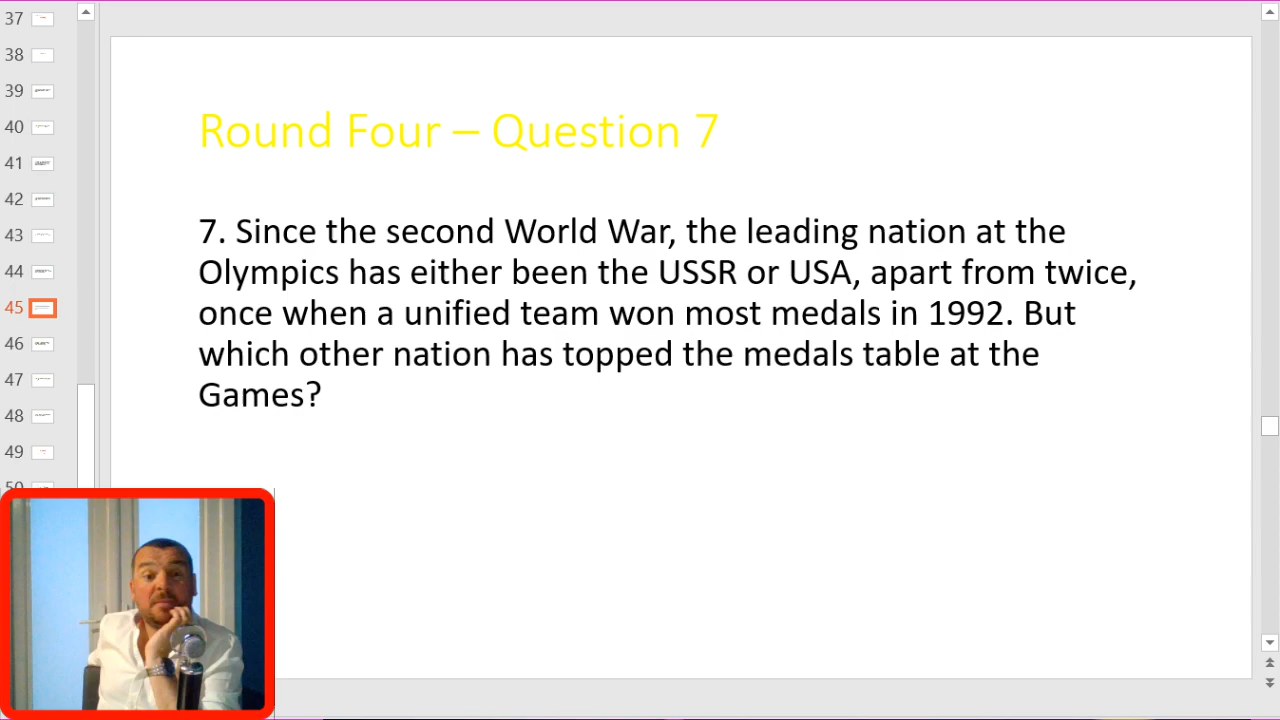 37
38
39
40
41
42
43
44
45
46
47
48
49
Round Four – Question 7
7. Since the second World War, the leading nation at the
Olympics has either been the USSR or USA, apart from twice,
once when a unified team won most medals in 1992. But
which other nation has topped the medals table at the
Games?